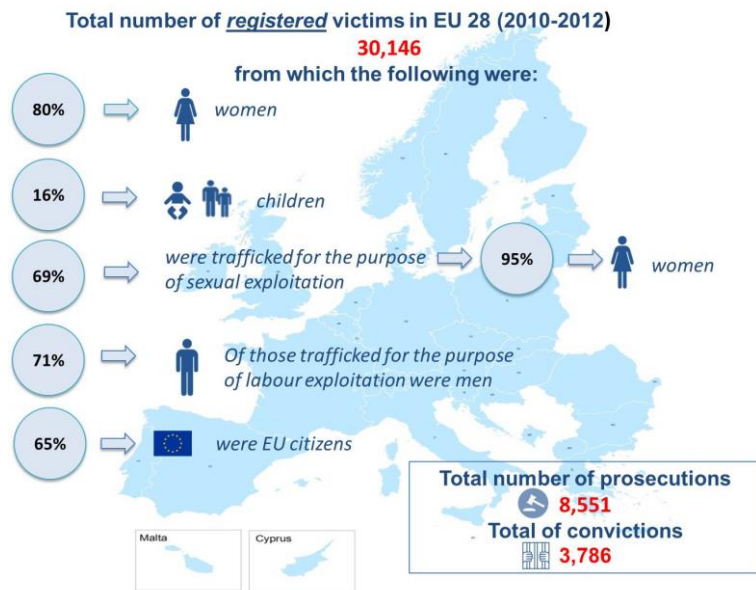 Total number of registered victims in EU 28 (2010-2012)
30,146
from which the following were:
80%
women
16%
children
69%
were trafficked for the purpose
of sexual exploitation
95%
women
71%
Of those trafficked for the purpose
of labour exploitation were men
65%
were EU citizens
Total number of prosecutions
8,551
Total of convictions
3,786
Malta
Cyprus